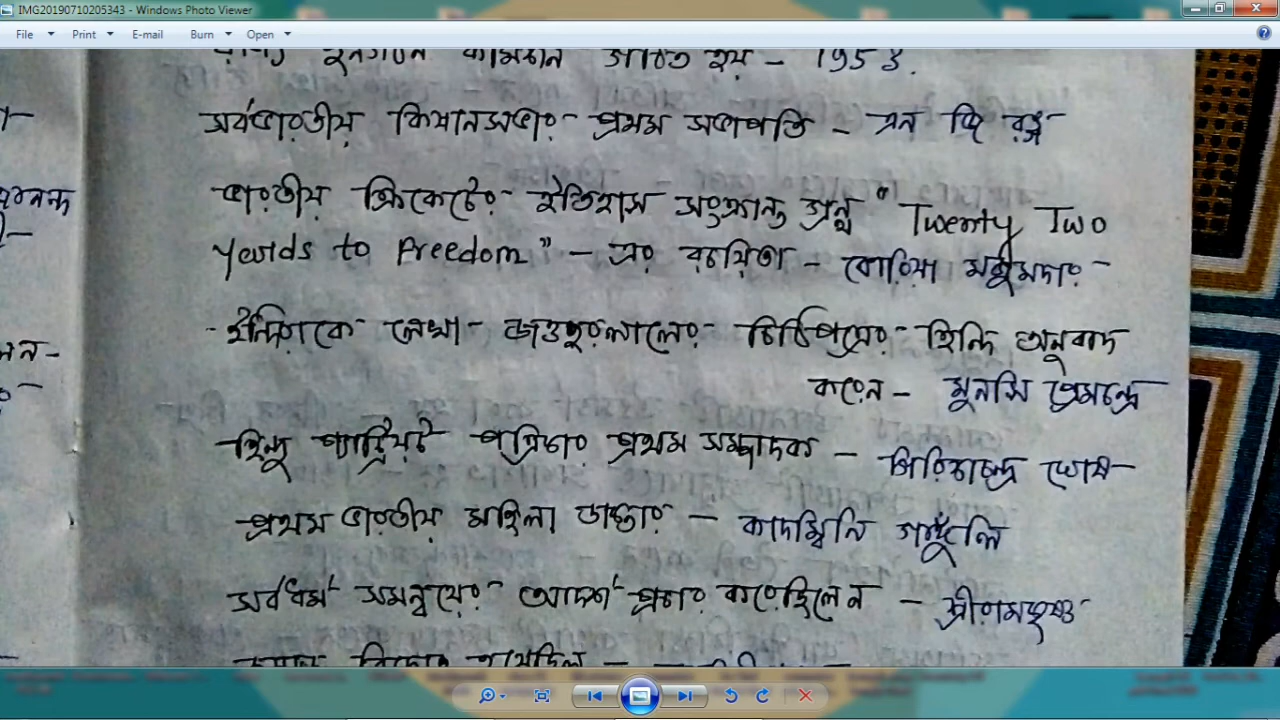 IMG20190710205343 - Windows Photo Viewer
File Print E-mail Burn Open
হয় - 195
সর্বভারতীয় কিষানসভার প্রথম সভাপতি - এন জি রঙ্গ
ভারতীয় ক্রিকেটের ইতিহাস সংক্রান্ত গ্রন্থ "Twenty Two
Yards to Freedom" - এর রচয়িতা - বোরিয়া মজুমদার
ইন্দিরাকে লেখা জওহরলালের চিঠিপত্রের হিন্দি অনুবাদ
করেন - মুনসি প্রেমচন্দ্র
হিন্দু প্যাট্রিয়ট পত্রিকার প্রথম সম্পাদক - গিরিশচন্দ্র ঘোষ
প্রথম ভারতীয় মহিলা ডাক্তার - কাদম্বিনি গাঙ্গুলি
সর্বধর্ম সমন্বয়ের আদর্শ প্রচার করেছিলেন - শ্রীরামকৃষ্ণ